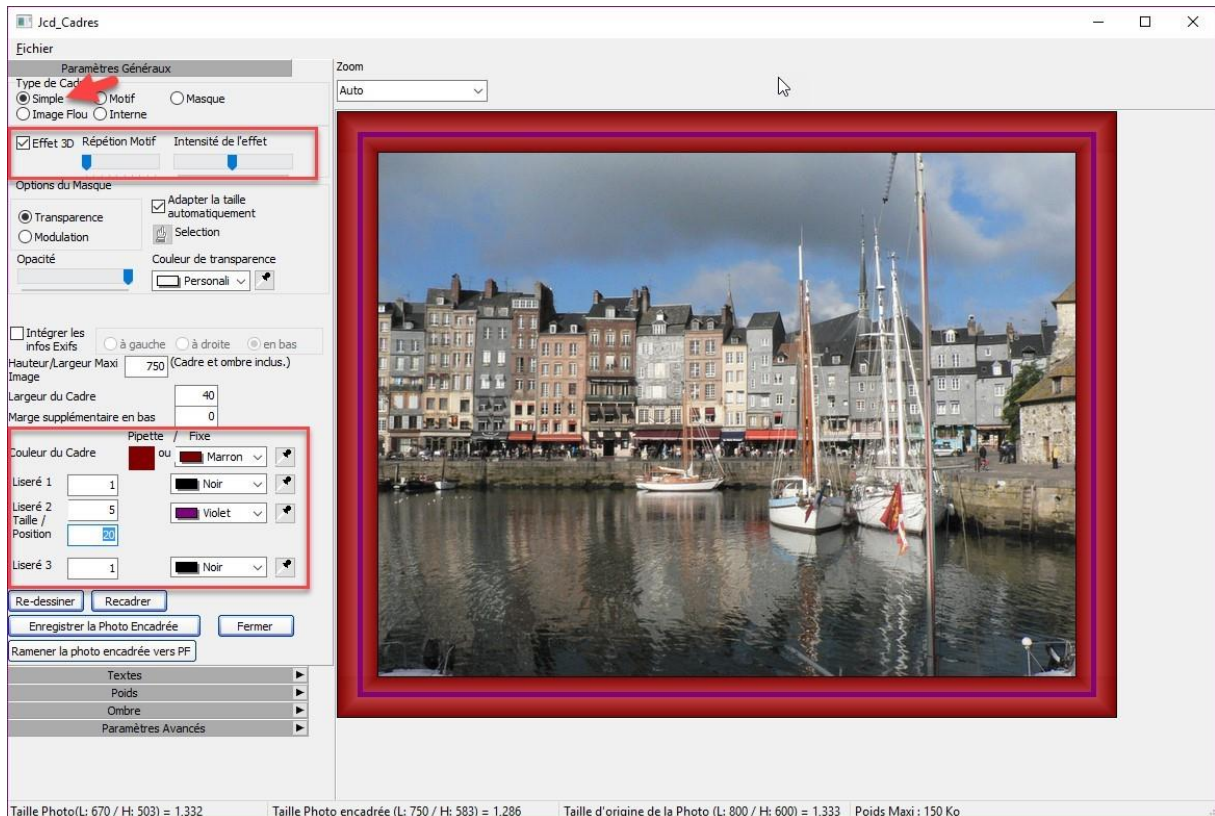 Jcd_Cadres
Fichier
Paramètres Généraux
Type de Cad
Simple Motif Masque
Image Flou Interne
Effet 3D Répétion Motif Intensité de l'effet
Options du Masque
Transparence
Modulation
Adapter la taille
automatiquement
Selection
Opacité Couleur de transparence
Personali
Intégrer les
infos Exifs à gauche à droite en bas
Hauteur/Largeur Maxi
Image 750 (Cadre et ombre inclus.)
Largeur du Cadre 40
Marge supplémentaire en bas 0
Pipette / Fixe
Couleur du Cadre ou Marron
Liseré 1 1 Noir
Liseré 2 5 Violet
Taille /
Position 20
Liseré 3 1 Noir
Re-dessiner Recadrer
Enregistrer la Photo Encadrée Fermer
Ramener la photo encadrée vers PF
Textes
Poids
Ombre
Paramètres Avancés
Zoom
Auto
Taille Photo(L: 670 / H: 503) = 1.332 Taille Photo encadrée (L: 750 / H: 583) = 1.286 Taille d'origine de la Photo (L: 800 / H: 600) = 1.333 Poids Maxi : 150 Ko